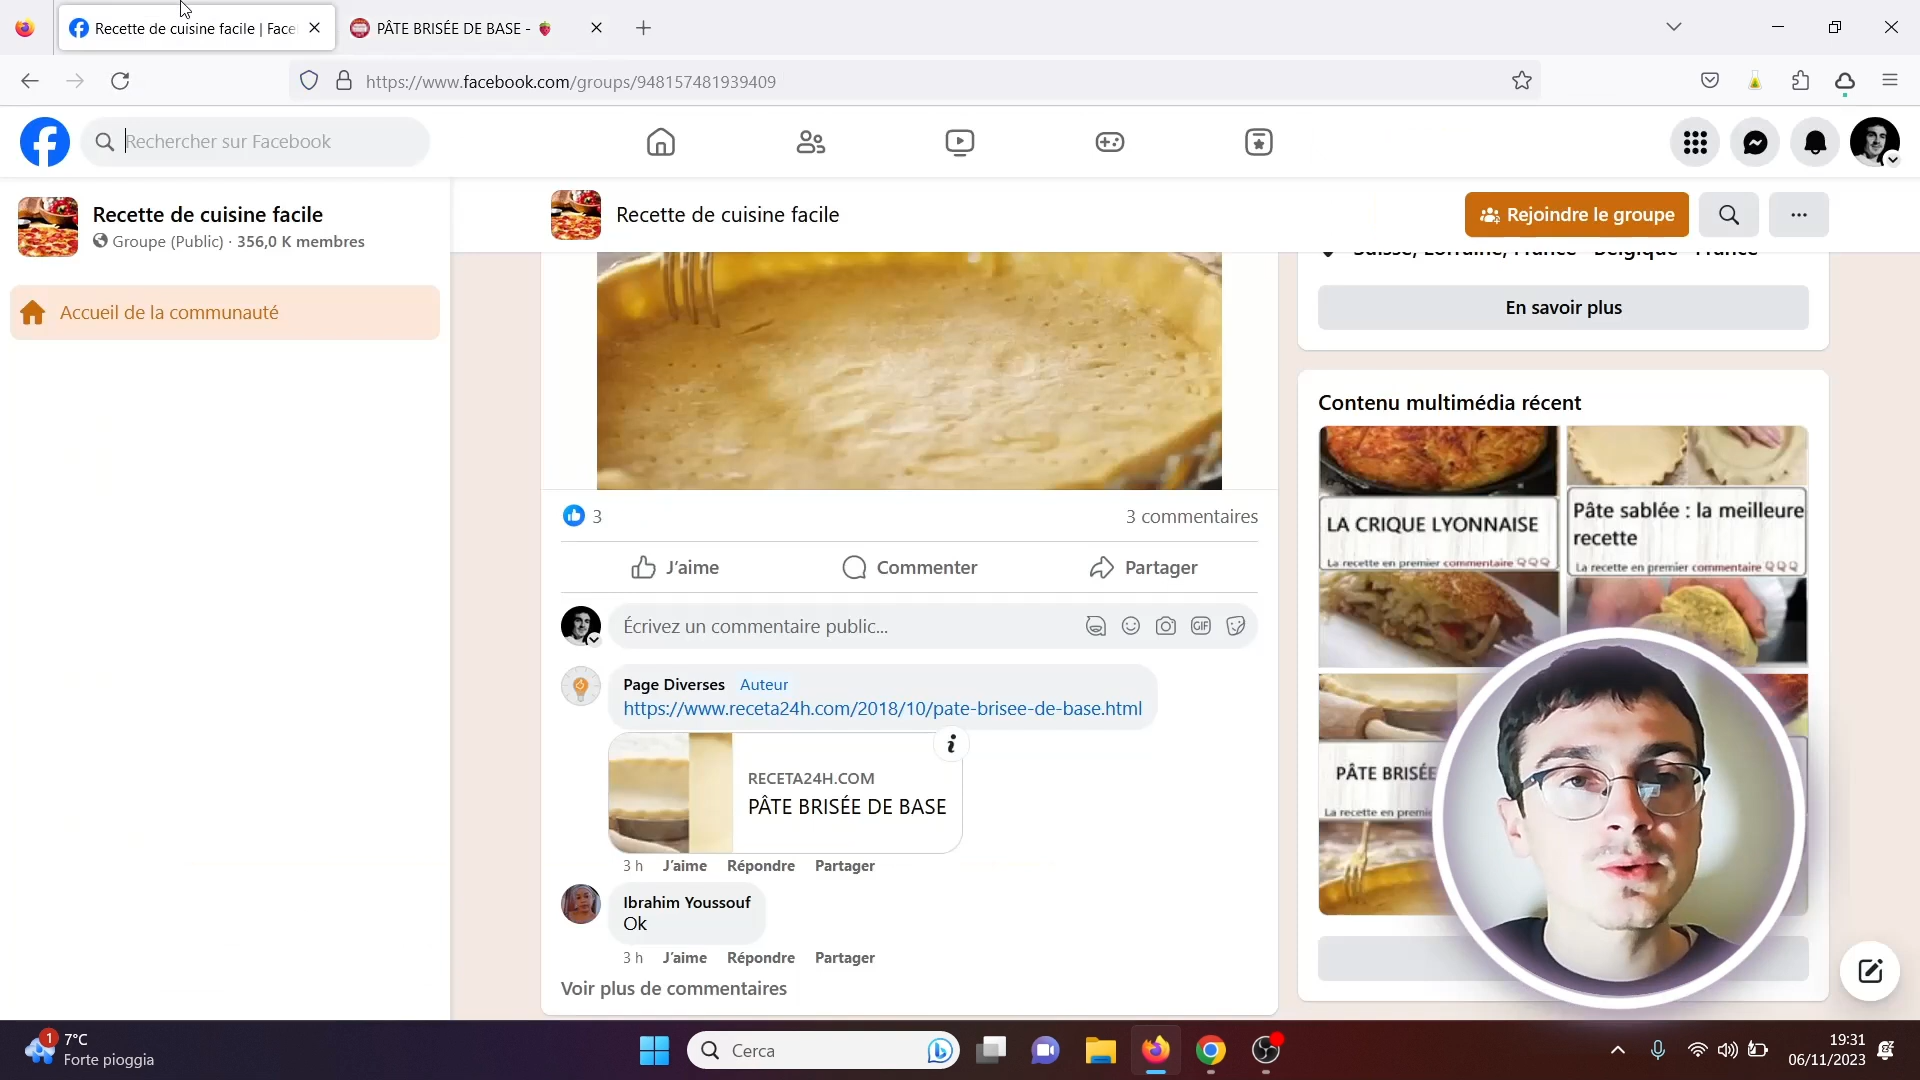 Recette de cuisine facile | Face
PÂTE BRISÉE DE BASE -
https://www.facebook.com/groups/948157481939409
Rechercher sur Facebook
Recette de cuisine facile
Groupe (Public) · 356,0 K membres
Accueil de la communauté
Recette de cuisine facile
Rejoindre le groupe
Suisse, Lorraine, France - Belgique - France
En savoir plus
3
3 commentaires
J'aime
Commenter
Partager
Écrivez un commentaire public...
GIF
Page Diverses Auteur
https://www.receta24h.com/2018/10/pate-brisee-de-base.html
RECETA24H.COM
PÂTE BRISÉE DE BASE
3 h J'aime Répondre Partager
Ibrahim Youssouf
Ok
3 h J'aime Répondre Partager
Voir plus de commentaires
Contenu multimédia récent
LA CRIQUE LYONNAISE
La recette en premier commentaire
Pâte sablée : la meilleure
recette
La recette en premier commentaire
PÂTE BRISÉE
La recette en premie
1
7°C
Forte pioggia
Cerca
19:31
06/11/2023